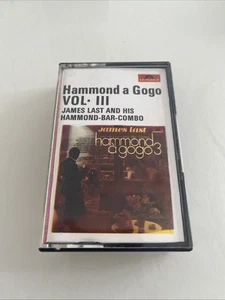 Hammond a Gogo
VOL· III
JAMES LAST AND HIS
HAMMOND-BAR-COMBO
james last
hammond
a gogo 3